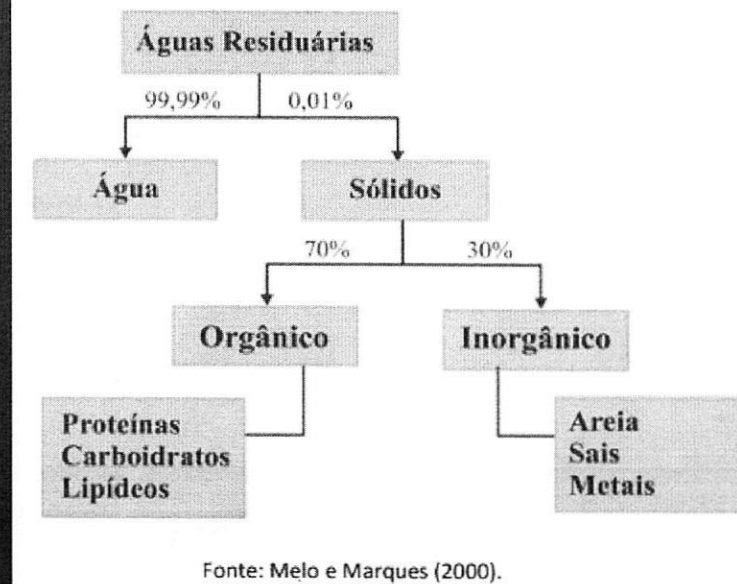 Águas Residuárias
99,99% 0,01%
Água Sólidos
70% 30%
Orgânico Inorgânico
Proteínas
Carboidratos
Lipídeos
Areia
Sais
Metais
Fonte: Melo e Marques (2000).